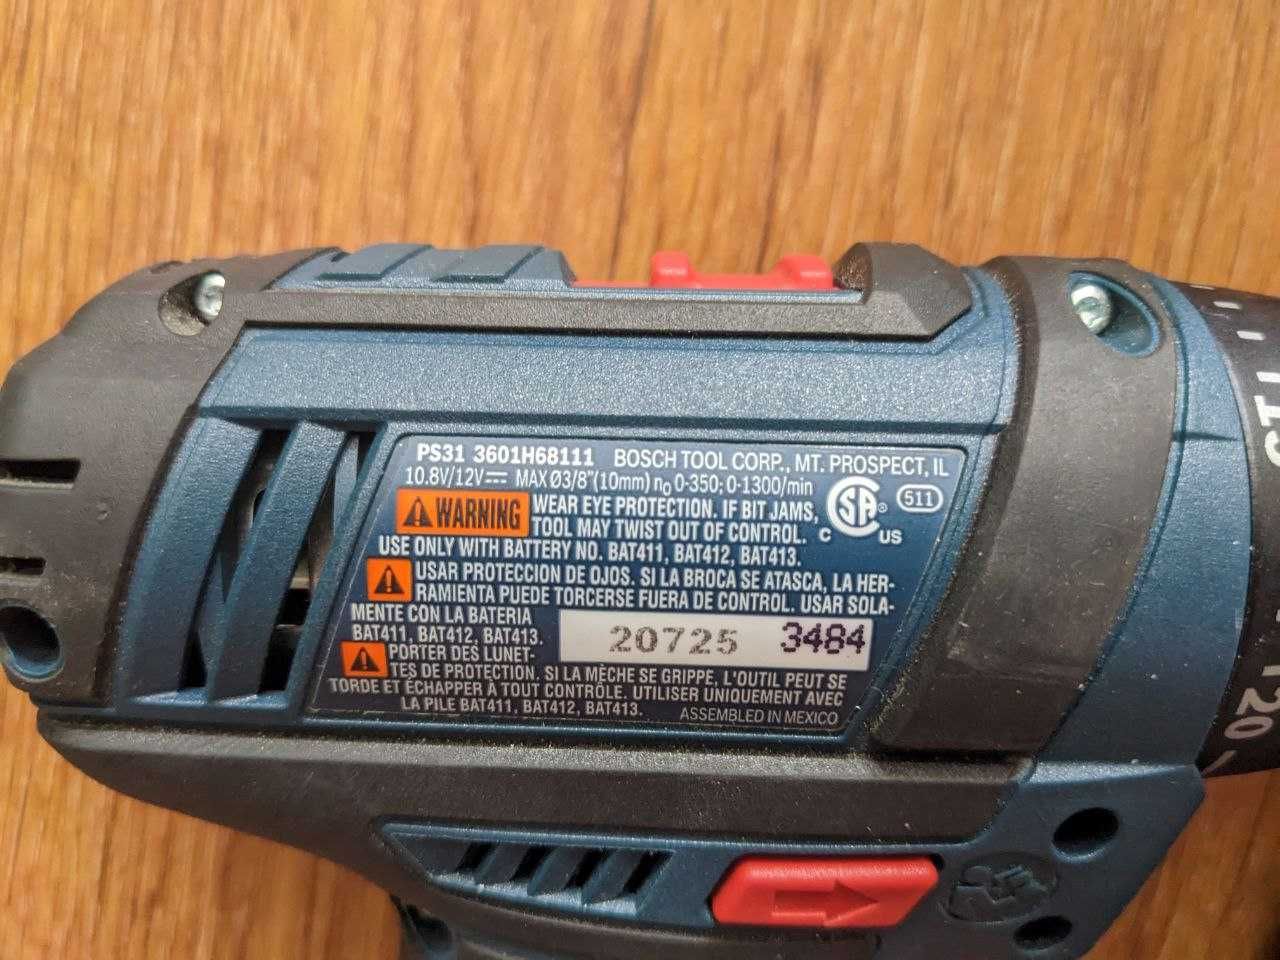 PS31 3601H68111 BOSCH TOOL CORP., MT. PROSPECT, IL
10.8V/12V⎓ MAX Ø3/8"(10mm) n0 0-350; 0-1300/min
⚠WARNING WEAR EYE PROTECTION. IF BIT JAMS,
TOOL MAY TWIST OUT OF CONTROL.
C SA® US
511
USE ONLY WITH BATTERY NO. BAT411, BAT412, BAT413.
⚠ USAR PROTECCION DE OJOS. SI LA BROCA SE ATASCA, LA HER-
RAMIENTA PUEDE TORCERSE FUERA DE CONTROL. USAR SOLA-
MENTE CON LA BATERIA
BAT411, BAT412, BAT413.
20725 3484
⚠ PORTER DES LUNET-
TES DE PROTECTION. SI LA MÈCHE SE GRIPPE, L'OUTIL PEUT SE
TORDE ET ÉCHAPPER À TOUT CONTRÔLE. UTILISER UNIQUEMENT AVEC
LA PILE BAT411, BAT412, BAT413.
ASSEMBLED IN MEXICO
15
20